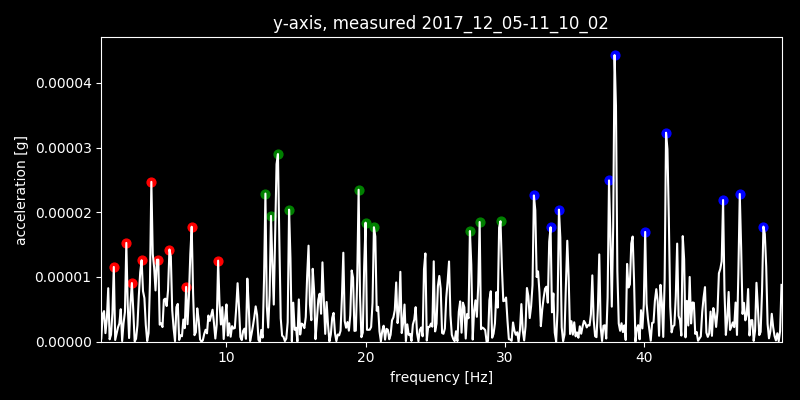 y-axis, measured 2017_12_05-11_10_02
0.00004
0.00003
0.00002
0.00001
0.00000
acceleration [g]
10 20 30 40
frequency [Hz]